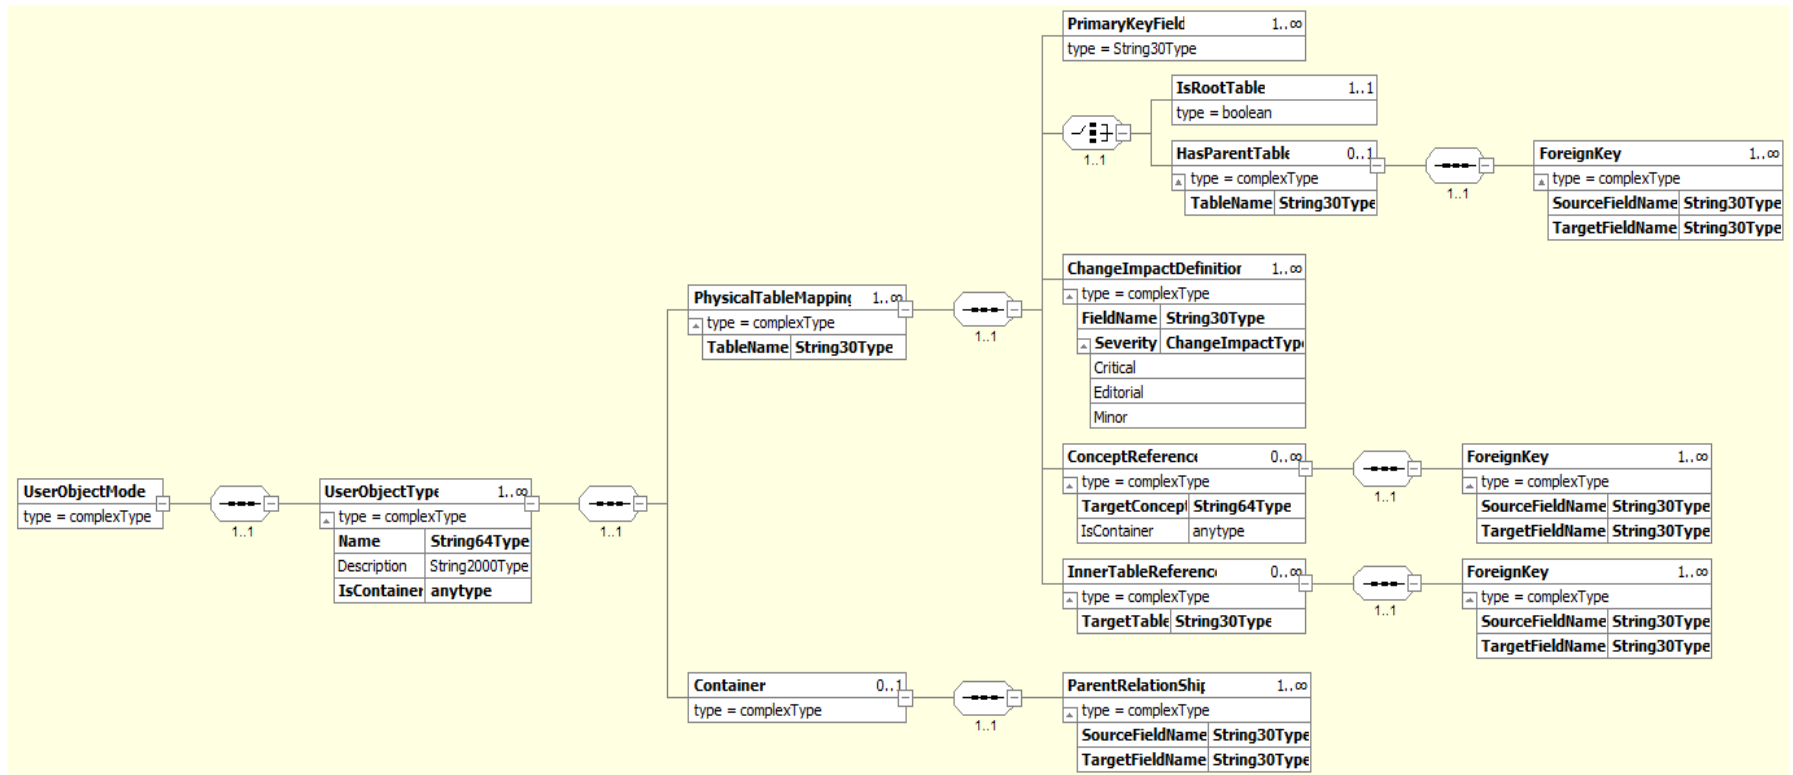 PrimaryKeyField 1..∞
type = String30Type
IsRootTable 1..1
type = boolean
1..1
HasParentTable 0..1
type = complexType
TableName String30Type
1..1
ForeignKey 1..∞
type = complexType
SourceFieldName String30Type
TargetFieldName String30Type
ChangeImpactDefinition 1..∞
type = complexType
FieldName String30Type
Severity ChangeImpactType
Critical
Editorial
Minor
PhysicalTableMapping 1..∞
type = complexType
TableName String30Type
1..1
ConceptReference 0..∞
type = complexType
TargetConcept String64Type
IsContainer anytype
1..1
ForeignKey 1..∞
type = complexType
SourceFieldName String30Type
TargetFieldName String30Type
UserObjectMode
type = complexType
1..1
UserObjectType 1..∞
type = complexType
Name String64Type
Description String2000Type
IsContainer anytype
1..1
InnerTableReference 0..∞
type = complexType
TargetTable String30Type
1..1
ForeignKey 1..∞
type = complexType
SourceFieldName String30Type
TargetFieldName String30Type
Container 0..1
type = complexType
1..1
ParentRelationShip 1..∞
type = complexType
SourceFieldName String30Type
TargetFieldName String30Type